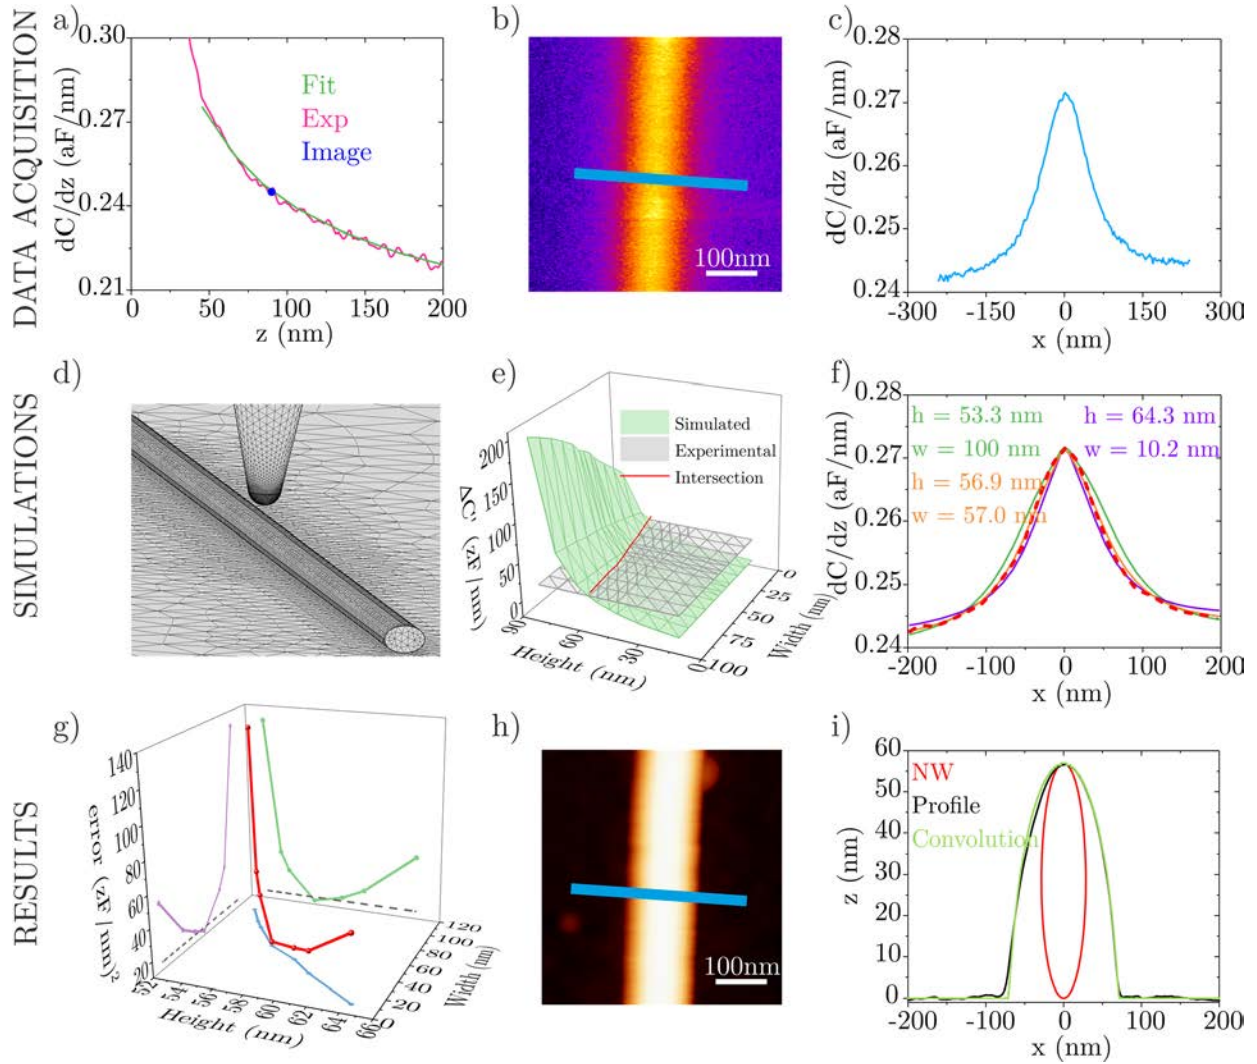 DATA ACQUISITION
a)
dC/dz (aF/nm)
0.30
0.27
0.24
0.21
Fit
Exp
Image
0 50 100 150 200
z (nm)
b)
100nm
c)
dC/dz (aF/nm)
0.28
0.27
0.26
0.25
0.24
-300 -150 0 150 300
x (nm)
SIMULATIONS
d)
e)
ΔC' (zF | nm)
200
150
100
50
0
Simulated
Experimental
Intersection
90 60 30 0
Height (nm)
0
25
50
75
100
Width (nm)
f)
dC/dz (aF/nm)
0.28
0.27
0.26
0.25
0.24
h = 53.3 nm
w = 100 nm
h = 56.9 nm
w = 57.0 nm
h = 64.3 nm
w = 10.2 nm
-200 -100 0 100 200
x (nm)
RESULTS
g)
error (zF | nm)²
140
120
100
80
60
40
20
52 54 56 58 60 62 64 66
Height (nm)
120
100
80
60
40
20
0
Width (nm)
h)
100nm
i)
z (nm)
60
50
40
30
20
10
0
NW
Profile
Convolution
-200 -100 0 100 200
x (nm)